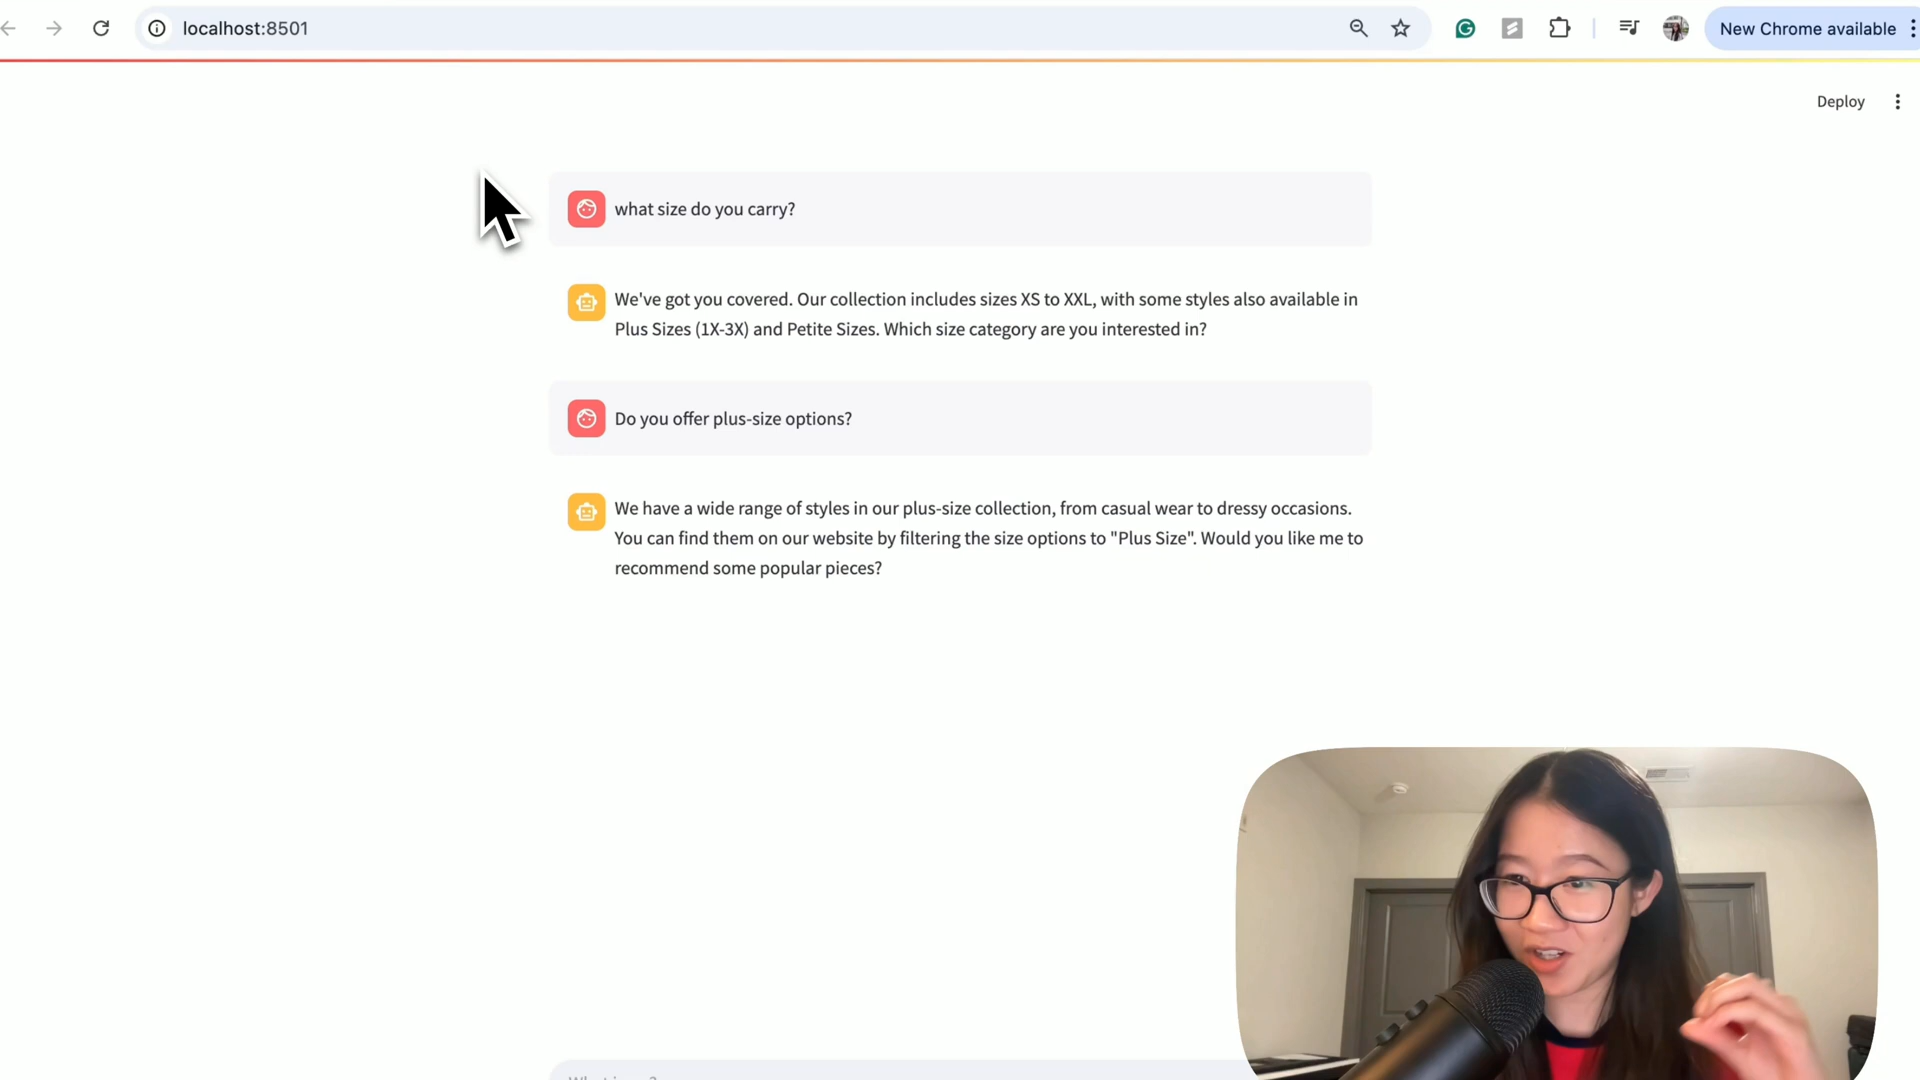 localhost:8501
New Chrome available
Deploy
what size do you carry?
We've got you covered. Our collection includes sizes XS to XXL, with some styles also available in
Plus Sizes (1X-3X) and Petite Sizes. Which size category are you interested in?
Do you offer plus-size options?
We have a wide range of styles in our plus-size collection, from casual wear to dressy occasions.
You can find them on our website by filtering the size options to "Plus Size". Would you like me to
recommend some popular pieces?